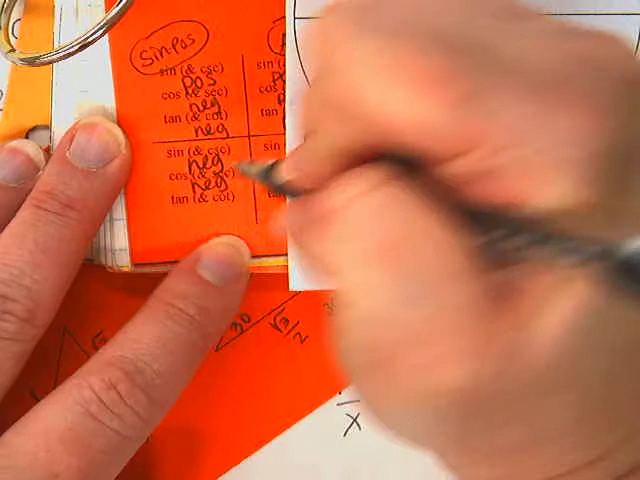 sin pos
sin (& csc) sin (
pos
cos (& sec) cos
neg
tan (& cot) tan
neg
sin (& csc) sin
neg
cos (& sec)
neg
tan (& cot)
30
√3/2
x